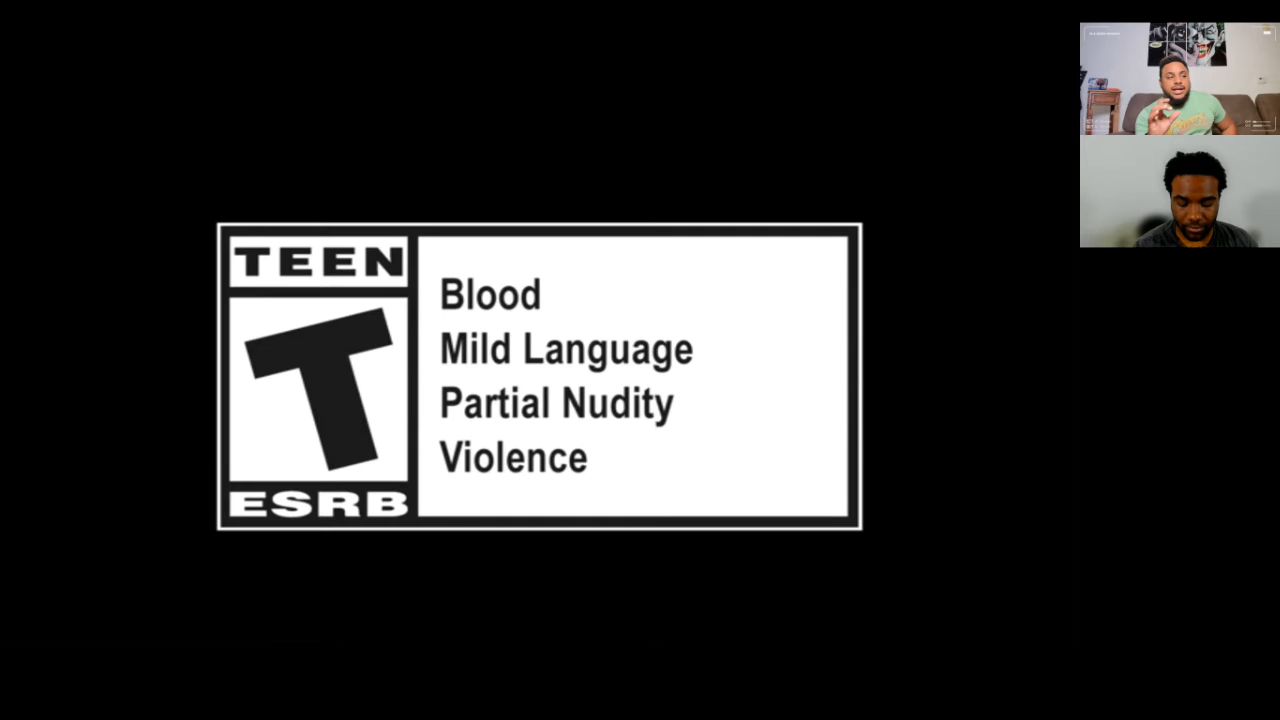 TEEN
T
ESRB
Blood
Mild Language
Partial Nudity
Violence